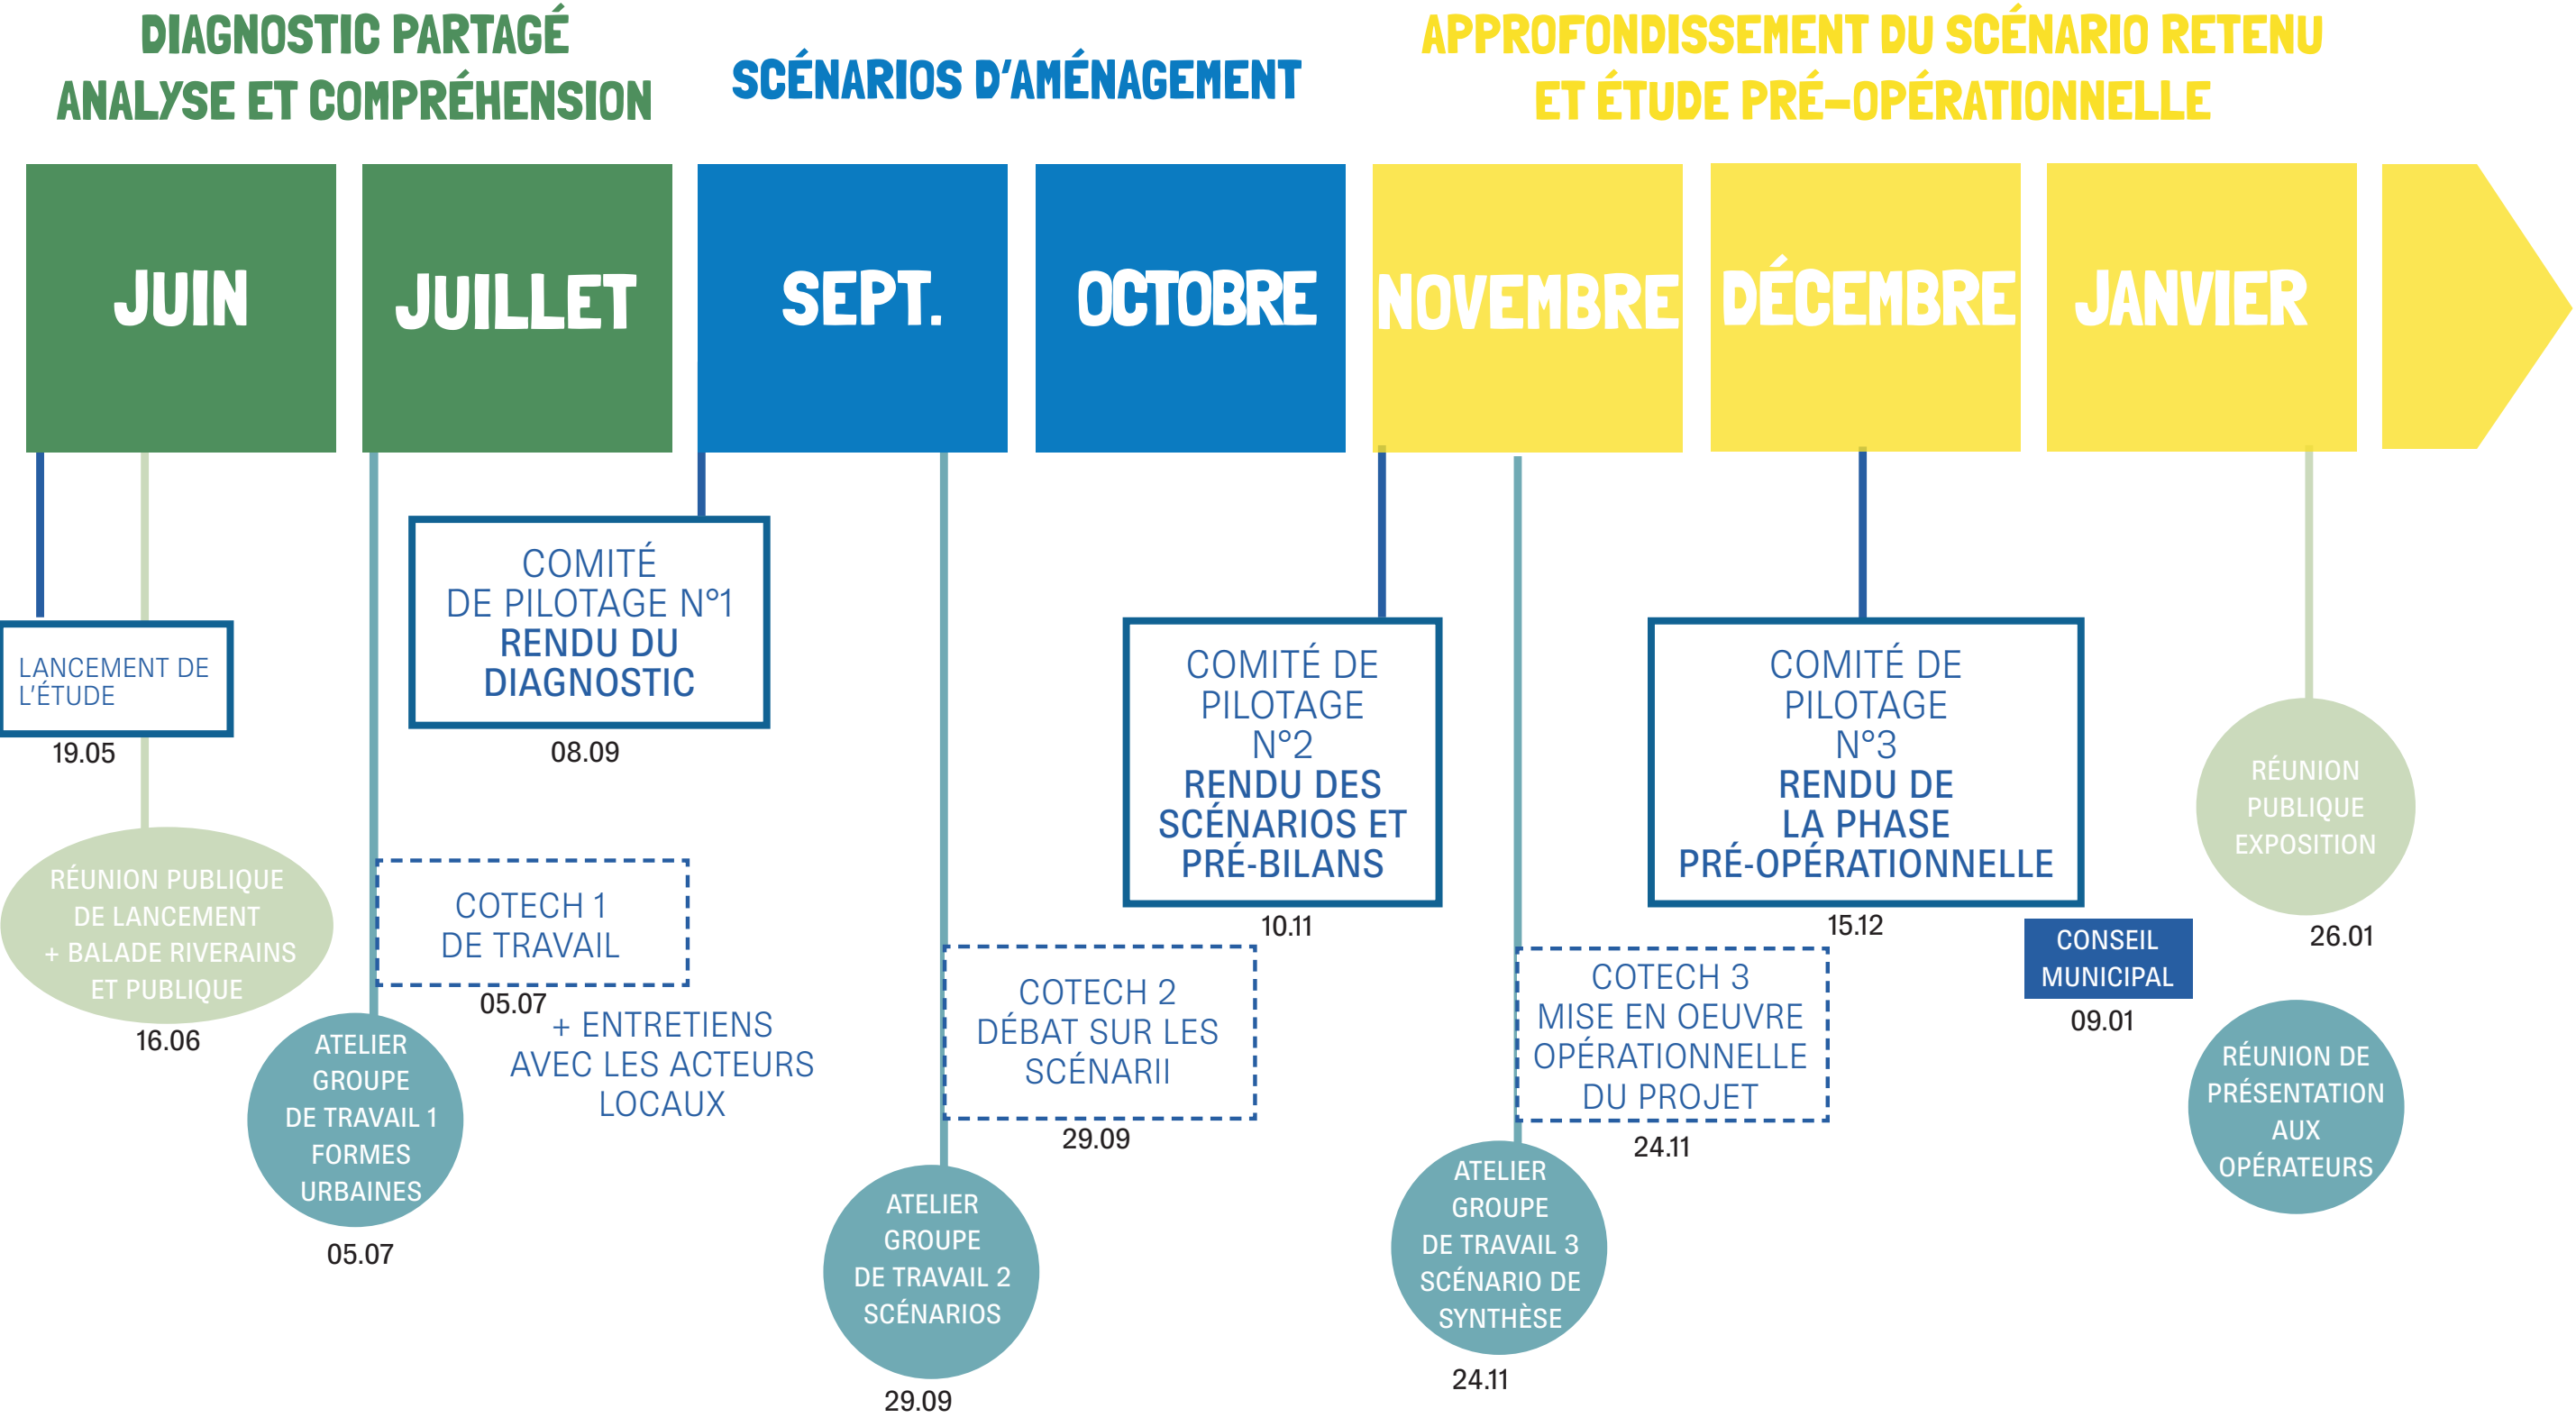 DIAGNOSTIC PARTAGÉ
ANALYSE ET COMPRÉHENSION
SCÉNARIOS D'AMÉNAGEMENT
APPROFONDISSEMENT DU SCÉNARIO RETENU
ET ÉTUDE PRÉ-OPÉRATIONNELLE
JUIN
JUILLET
SEPT.
OCTOBRE
NOVEMBRE
DÉCEMBRE
JANVIER
LANCEMENT DE
L'ÉTUDE
19.05
RÉUNION PUBLIQUE
DE LANCEMENT
+ BALADE RIVERAINS
ET PUBLIQUE
16.06
COMITÉ
DE PILOTAGE N°1
RENDU DU
DIAGNOSTIC
08.09
COTECH 1
DE TRAVAIL
05.07
+ ENTRETIENS
AVEC LES ACTEURS
LOCAUX
ATELIER
GROUPE
DE TRAVAIL 1
FORMES
URBAINES
05.07
COTECH 2
DÉBAT SUR LES
SCÉNARII
29.09
ATELIER
GROUPE
DE TRAVAIL 2
SCÉNARIOS
29.09
COMITÉ DE
PILOTAGE
N°2
RENDU DES
SCÉNARIOS ET
PRÉ-BILANS
10.11
COTECH 3
MISE EN OEUVRE
OPÉRATIONNELLE
DU PROJET
24.11
ATELIER
GROUPE
DE TRAVAIL 3
SCÉNARIO DE
SYNTHÈSE
24.11
COMITÉ DE
PILOTAGE
N°3
RENDU DE
LA PHASE
PRÉ-OPÉRATIONNELLE
15.12
CONSEIL
MUNICIPAL
09.01
RÉUNION
PUBLIQUE
EXPOSITION
26.01
RÉUNION DE
PRÉSENTATION
AUX
OPÉRATEURS